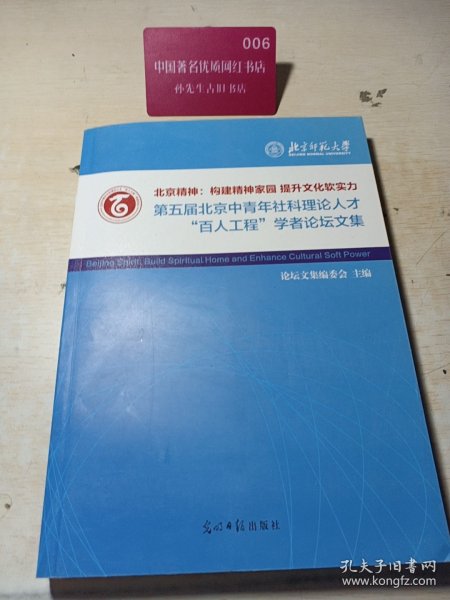 006
中国著名优质网红书店
孙先生古旧书店
北京师范大学
BEIJING NORMAL UNIVERSITY
北京精神：构建精神家园 提升文化软实力
第五届北京中青年社科理论人才
“百人工程”学者论坛文集
Beijing Spirit: Build Spiritual Home and Enhance Cultural Soft Power
论坛文集编委会 主编
光明日报出版社
孔夫子旧书网
www.kongfz.com